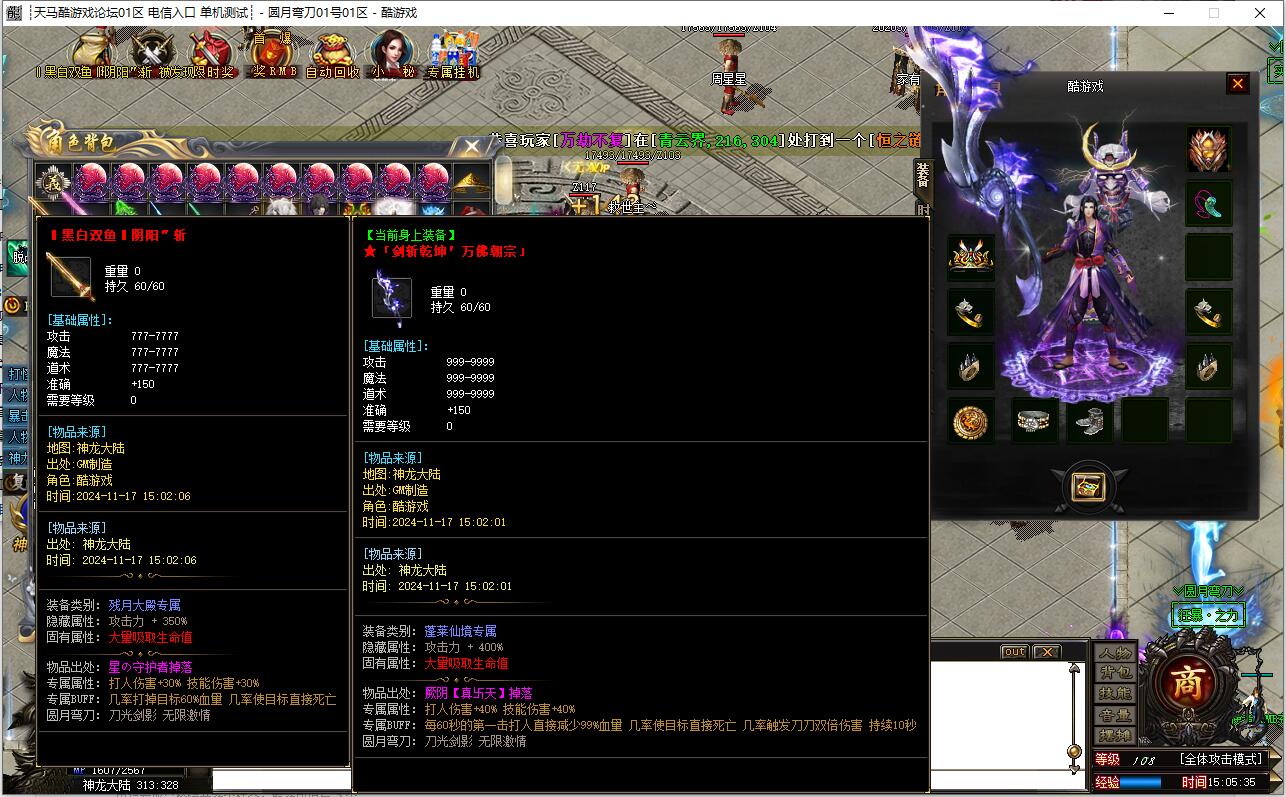 天马酷游戏论坛01区 电信入口 单机测试 - 圆月弯刀01号01区 - 酷游戏
首爆
黑白双鱼
奖RMB
自动回收
小 秘
专属挂机
周星星
酷游戏
角色背包
恭喜玩家[万劫不复]在[青云界,216,304]处打到一个[恒之
17495/17495/Z103
Z117
装备
时
黑白双鱼 阴阳"斩
重量 0
持久 60/60
[基础属性]:
攻击 777-7777
魔法 777-7777
道术 777-7777
准确 +150
需要等级 0
[物品来源]
地图:神龙大陆
出处:GM制造
角色:酷游戏
时间:2024-11-17 15:02:06
[物品来源]
出处: 神龙大陆
时间: 2024-11-17 15:02:06
装备类别: 残月大殿专属
隐藏属性: 攻击力 + 350%
固有属性: 大量吸取生命值
物品出处: 星の守护者掉落
专属属性: 打人伤害+30% 技能伤害+30%
专属BUFF: 几率打掉目标60%血量 几率使目标直接死亡
圆月弯刀: 刀光剑影 无限激情
【当前身上装备】
★「剑斩乾坤"万佛朝宗」
重量 0
持久 60/60
[基础属性]:
攻击 999-9999
魔法 999-9999
道术 999-9999
准确 +150
需要等级 0
[物品来源]
地图:神龙大陆
出处:GM制造
角色:酷游戏
时间:2024-11-17 15:02:01
[物品来源]
出处: 神龙大陆
时间: 2024-11-17 15:02:01
装备类别: 蓬莱仙境专属
隐藏属性: 攻击力 + 400%
固有属性: 大量吸取生命值
物品出处: 厥阴【真乐天】掉落
专属属性: 打人伤害+40% 技能伤害+40%
专属BUFF: 每60秒的第一击打人直接减少99%血量 几率使目标直接死亡 几率触发刀刀双倍伤害 持续10秒
圆月弯刀: 刀光剑影 无限激情
圆月弯刀
狂暴·之力
out
人物
背包
技能
音量
摆摊
商
等级 108
[全体攻击模式]
经验
时间15:05:35
MP 1607/2567
神龙大陆 313:328